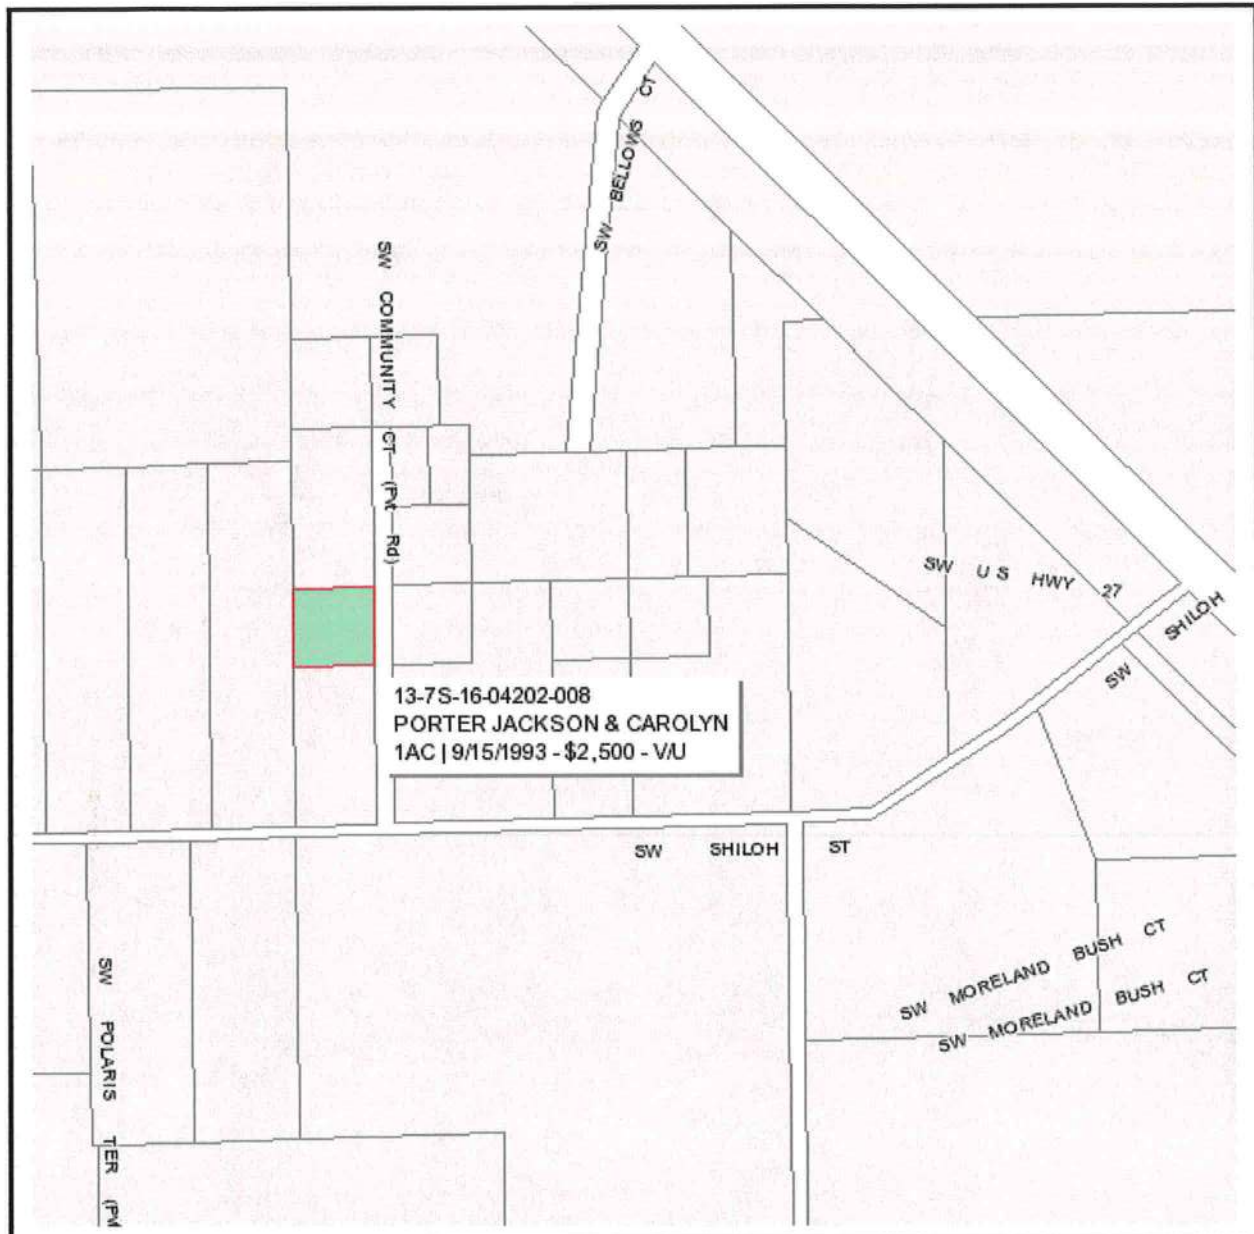 SW BELLOWS CT
SW COMMUNITY CT (Pvt Rd)
SW U S HWY 27
SW SHILOH
13-7S-16-04202-008
PORTER JACKSON & CAROLYN
1AC | 9/15/1993 - $2,500 - V/U
SW SHILOH ST
SW MORELAND BUSH CT
SW MORELAND BUSH CT
SW POLARIS TER (Pvt